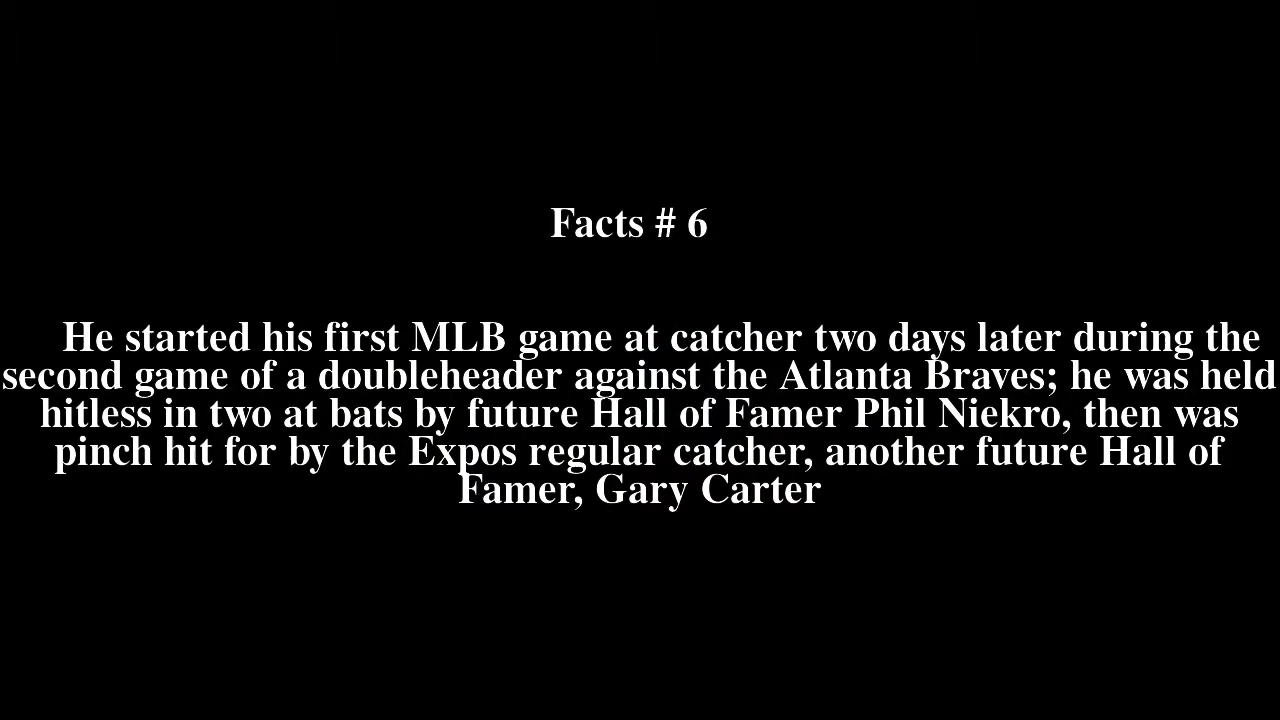 Facts # 6
He started his first MLB game at catcher two days later during the
second game of a doubleheader against the Atlanta Braves; he was held
hitless in two at bats by future Hall of Famer Phil Niekro, then was
pinch hit for by the Expos regular catcher, another future Hall of
Famer, Gary Carter